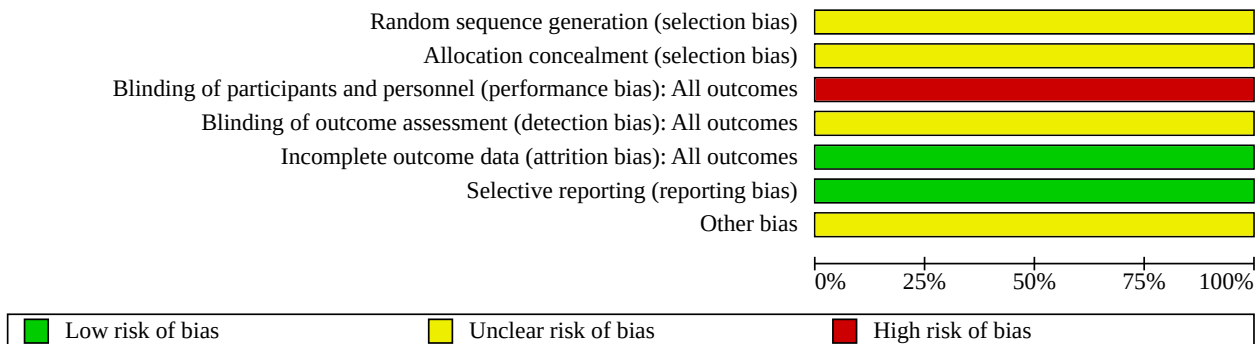 Random sequence generation (selection bias)
Allocation concealment (selection bias)
Blinding of participants and personnel (performance bias): All outcomes
Blinding of outcome assessment (detection bias): All outcomes
Incomplete outcome data (attrition bias): All outcomes
Selective reporting (reporting bias)
Other bias
0% 25% 50% 75% 100%
Low risk of bias Unclear risk of bias High risk of bias